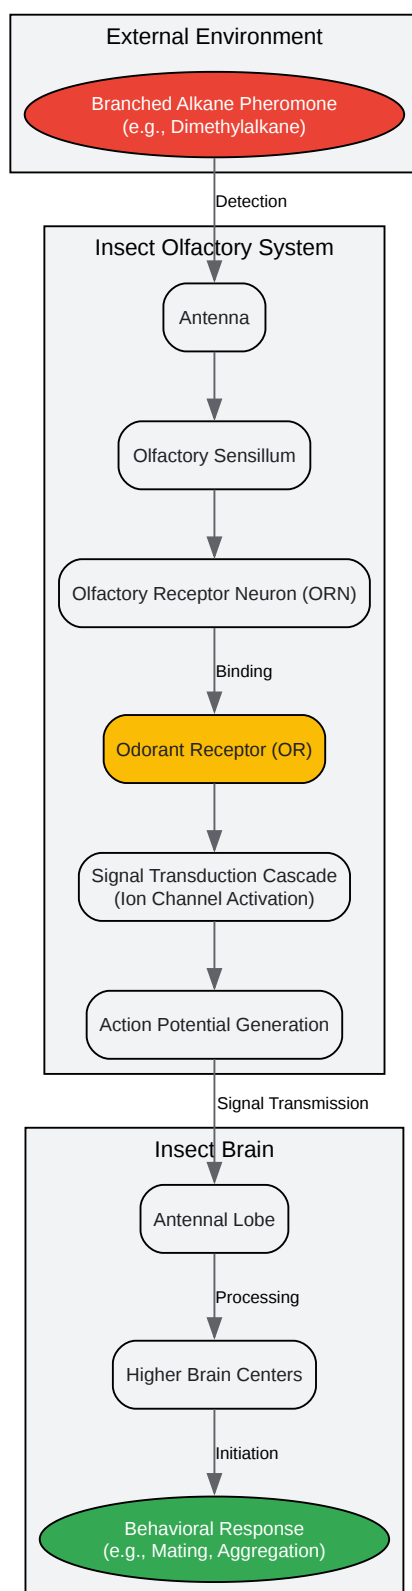 External Environment
Branched Alkane Pheromone
(e.g., Dimethylalkane)
Detection
Insect Olfactory System
Antenna
Olfactory Sensillum
Olfactory Receptor Neuron (ORN)
Binding
Odorant Receptor (OR)
Signal Transduction Cascade
(Ion Channel Activation)
Action Potential Generation
Signal Transmission
Insect Brain
Antennal Lobe
Processing
Higher Brain Centers
Initiation
Behavioral Response
(e.g., Mating, Aggregation)